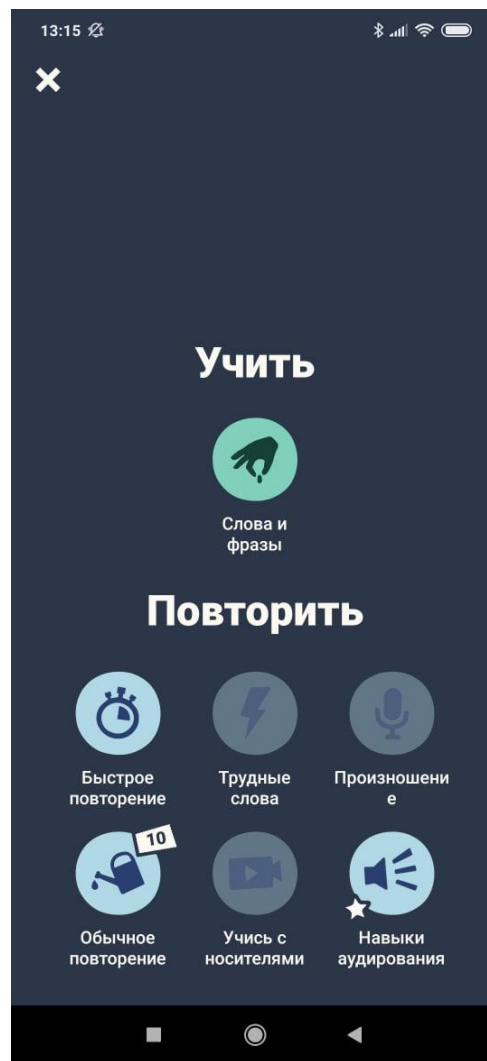 13:15
Учить
Слова и
фразы
Повторить
Быстрое
повторение
Трудные
слова
Произношени
е
10
Обычное
повторение
Учись с
носителями
Навыки
аудирования